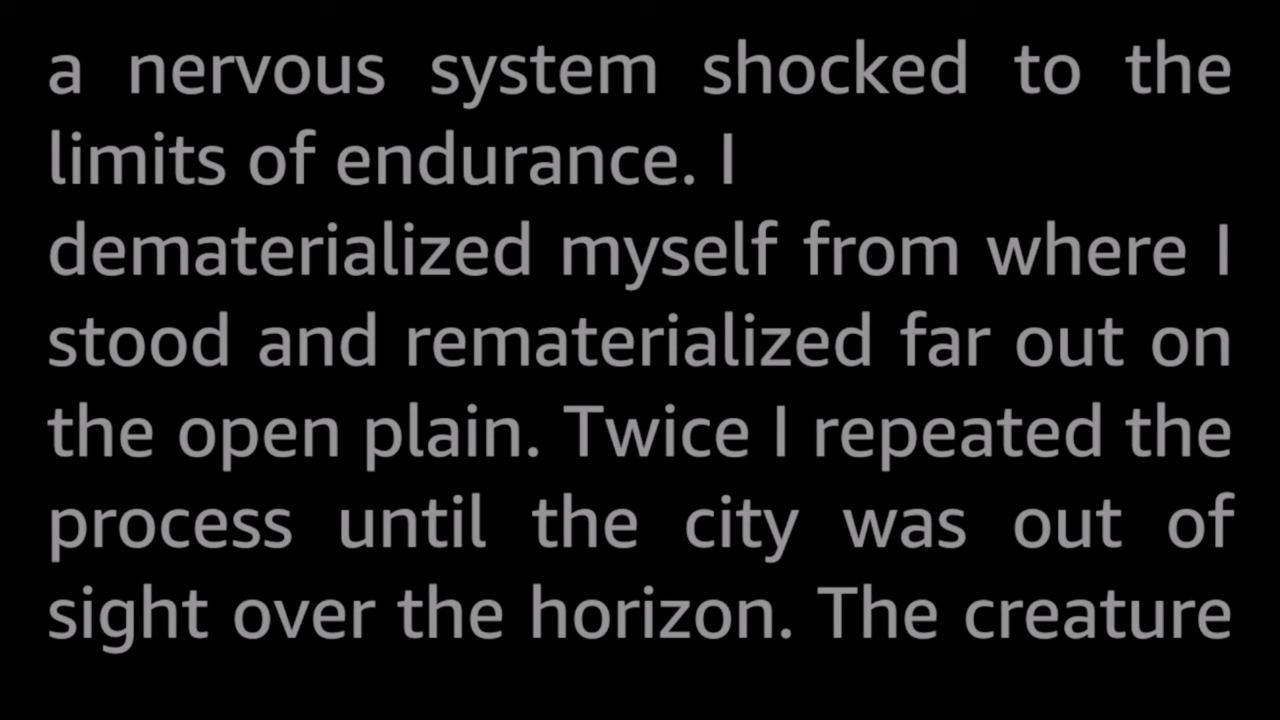 a nervous system shocked to the
limits of endurance. I
dematerialized myself from where I
stood and rematerialized far out on
the open plain. Twice I repeated the
process until the city was out of
sight over the horizon. The creature